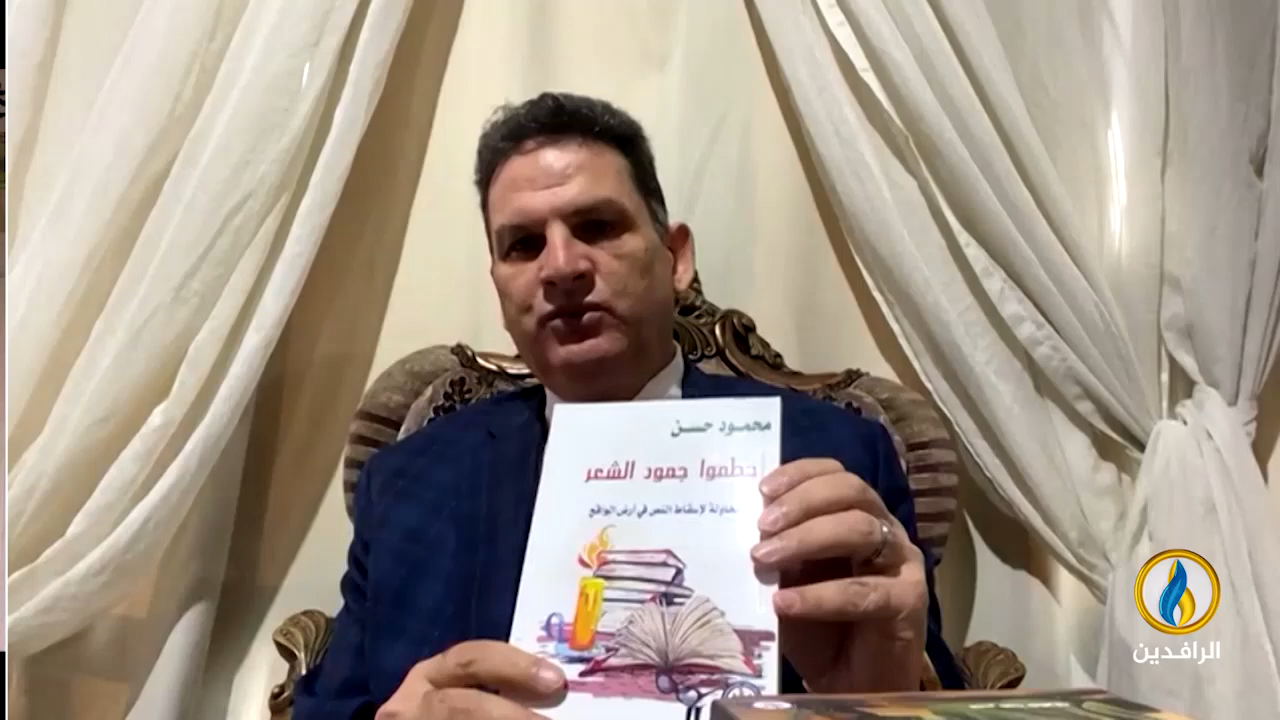 محمود حسن
حطموا جمود الشعر
محاولة لإسقاط النص في أرض الواقع
الرافدين